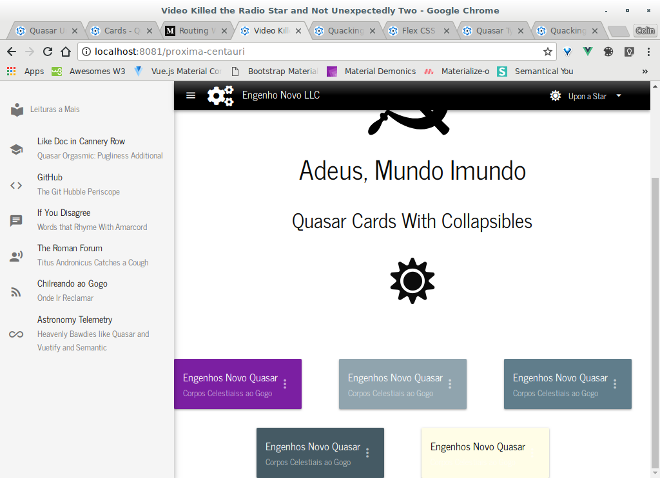 Video Killed the Radio Star and Not Unexpectedly Two - Google Chrome
Quasar U
Cards - Q
Routing
Video Kil
Quacking
Flex CSS
Quasar Ty
Quacking
Colin
localhost:8081/proxima-centauri
Apps
Awesomes W3
Vue.js Material Co
Bootstrap Material
Material Demonics
Materialize-o
Semantical You
»
Leituras a Mais
Engenho Novo LLC
Upon a Star
Like Doc in Cannery Row
Quasar Orgasmic: Pugliness Additional
GitHub
The Git Hubble Periscope
If You Disagree
Words that Rhyme With Amarcord
The Roman Forum
Titus Andronicus Catches a Cough
Chilreando ao Gogo
Onde Ir Reclamar
Astronomy Telemetry
Heavenly Bawdies like Quasar and
Vuetify and Semantic
Adeus, Mundo Imundo
Quasar Cards With Collapsibles
Engenhos Novo Quasar
Corpos Celestiainis ao Gogo
Engenhos Novo Quasar
Corpos Celestiais ao Gogo
Engenhos Novo Quasar
Corpos Celestiais ao Gogo
Engenhos Novo Quasar
Corpos Celestiais ao Gogo
Engenhos Novo Quasar